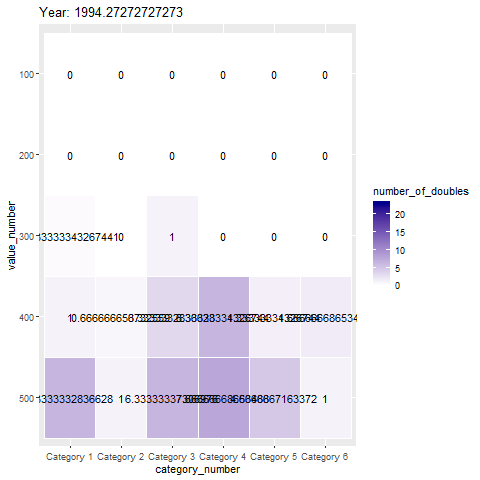 Year: 1994.27272727273
number_of_doubles
20
15
10
5
0
value_number
100
0 0 0 0 0 0
200
0 0 0 0 0 0
300
0 1 0 0 0
400
500
1
Category 1 Category 2 Category 3 Category 4 Category 5 Category 6
category_number